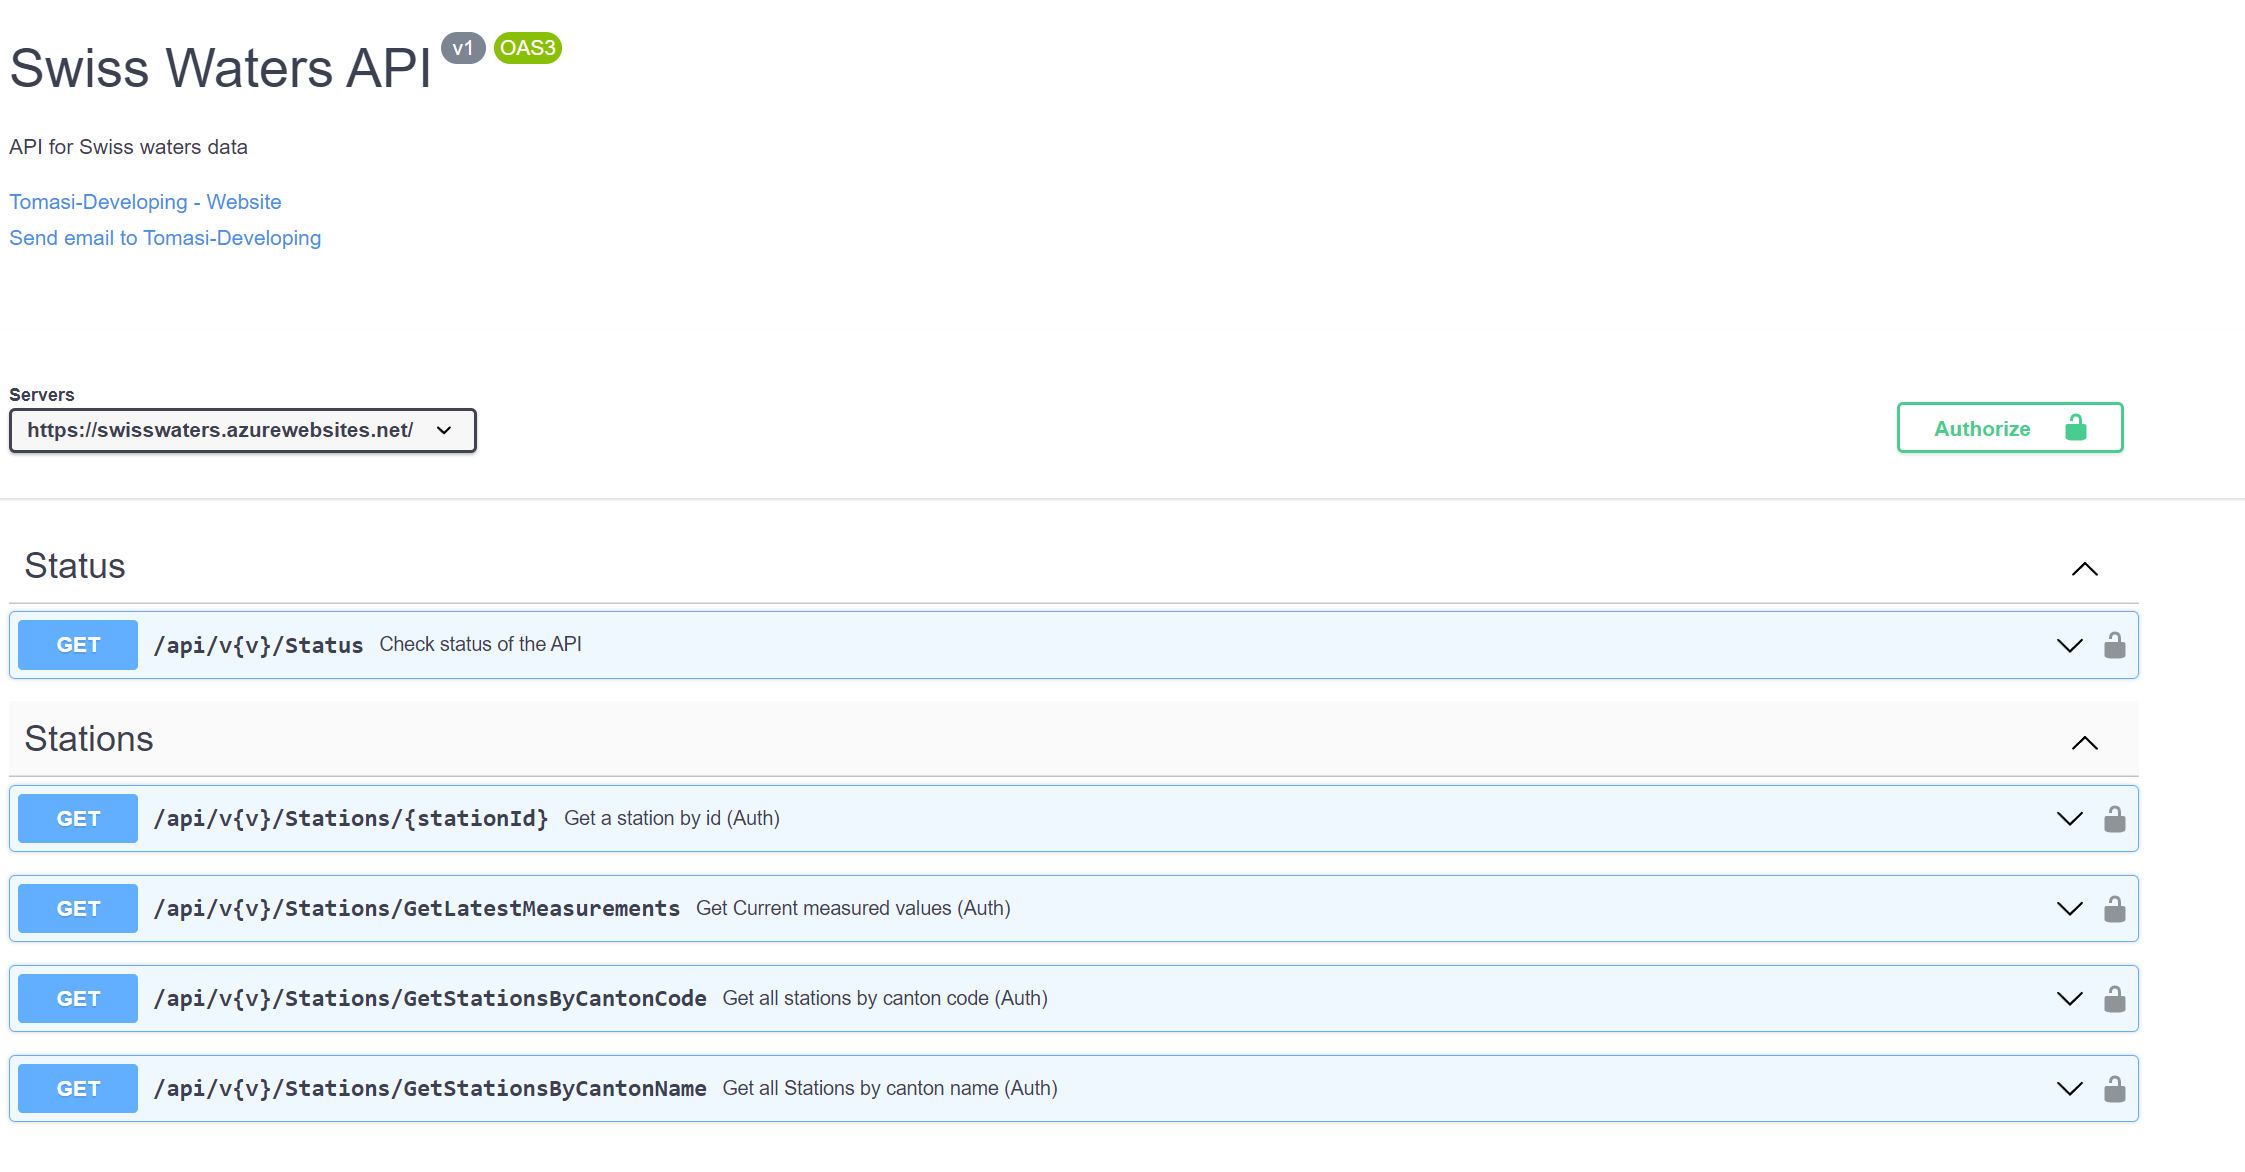 Swiss Waters API v1 OAS3
API for Swiss waters data
Tomasi-Developing - Website
Send email to Tomasi-Developing
Servers
https://swisswaters.azurewebsites.net/
Authorize
Status
GET /api/v{v}/Status Check status of the API
Stations
GET /api/v{v}/Stations/{stationId} Get a station by id (Auth)
GET /api/v{v}/Stations/GetLatestMeasurements Get Current measured values (Auth)
GET /api/v{v}/Stations/GetStationsByCantonCode Get all stations by canton code (Auth)
GET /api/v{v}/Stations/GetStationsByCantonName Get all Stations by canton name (Auth)